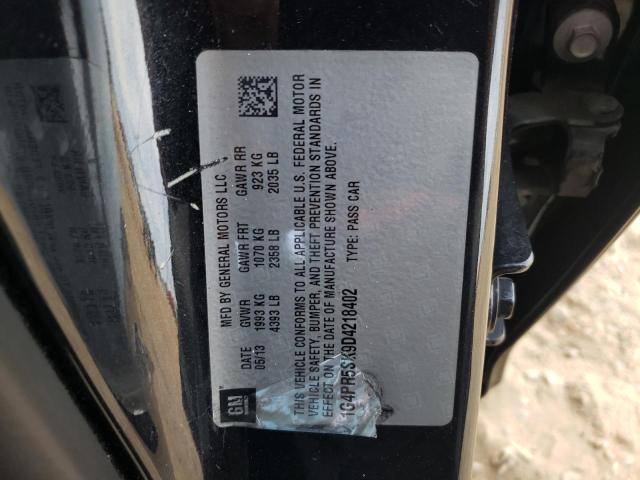 MFD BY GENERAL MOTORS LLC
DATE GVWR GAWR FRT GAWR RR
05/13 1993 KG 1070 KG 923 KG
4393 LB 2358 LB 2035 LB
GM
THIS VEHICLE CONFORMS TO ALL APPLICABLE U.S. FEDERAL MOTOR
VEHICLE SAFETY, BUMPER, AND THEFT PREVENTION STANDARDS IN
EFFECT ON THE DATE OF MANUFACTURE SHOWN ABOVE.
1G4PR5SK9D4218402 TYPE: PASS CAR